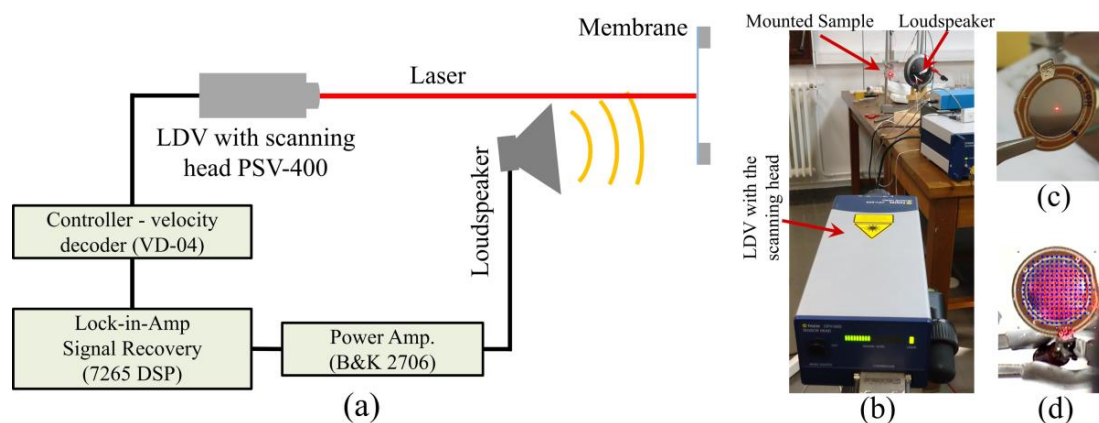 Membrane
Laser
LDV with scanning
head PSV-400
Loudspeaker
Controller - velocity
decoder (VD-04)
Lock-in-Amp
Signal Recovery
(7265 DSP)
Power Amp.
(B&K 2706)
(a)
Mounted Sample
Loudspeaker
LDV with the
scanning head
(b)
(c)
(d)